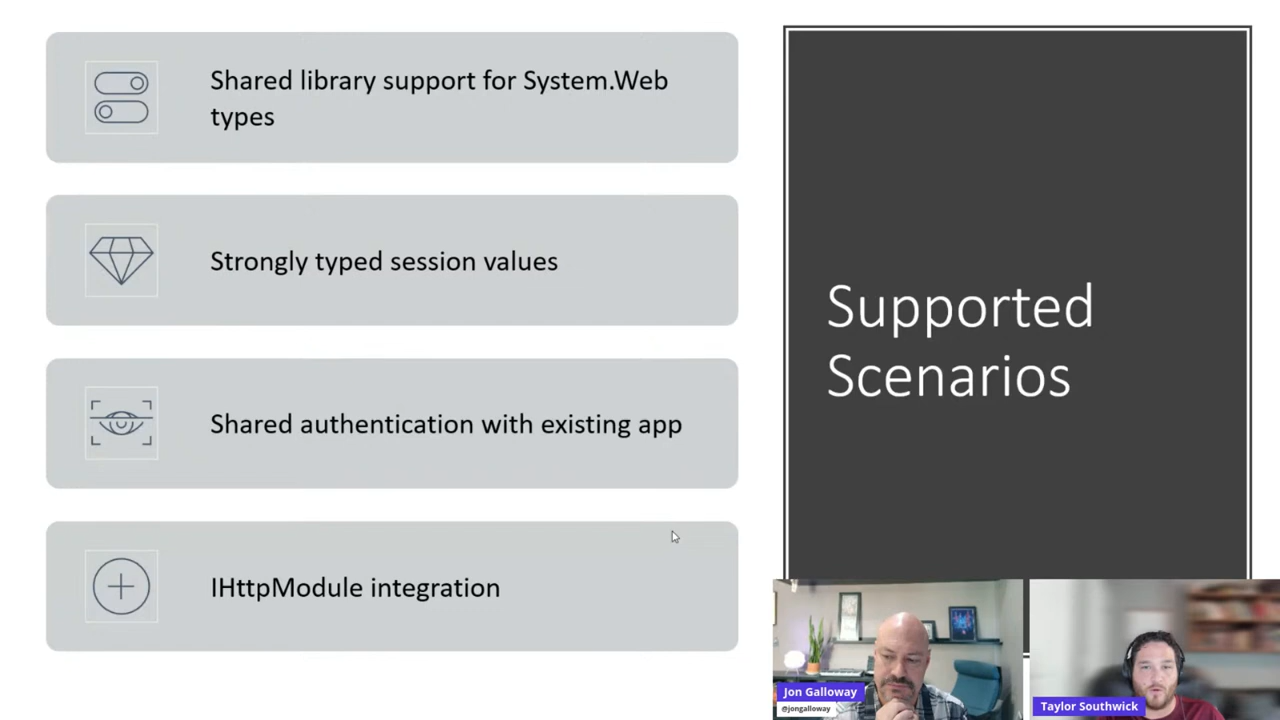 Shared library support for System.Web
types
Strongly typed session values
Shared authentication with existing app
IHttpModule integration
Supported
Scenarios
Jon Galloway
@jongalloway
Taylor Southwick